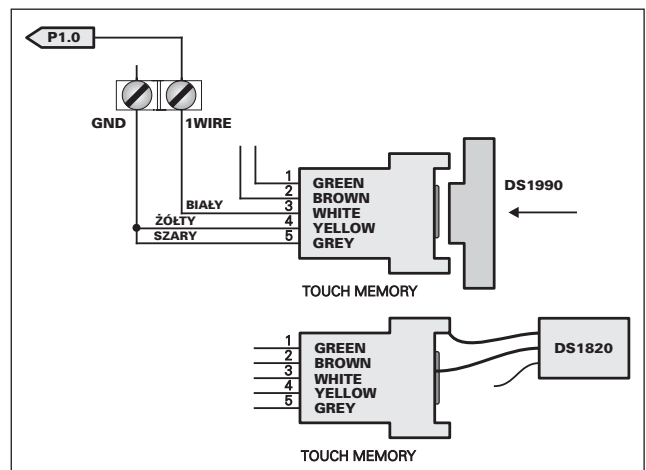 P1.0
GND
1WIRE
1 GREEN
2 BROWN
BIAŁY 3 WHITE
ŻÓŁTY 4 YELLOW
SZARY 5 GREY
DS1990
TOUCH MEMORY
1 GREEN
2 BROWN
3 WHITE
4 YELLOW
5 GREY
DS1820
TOUCH MEMORY